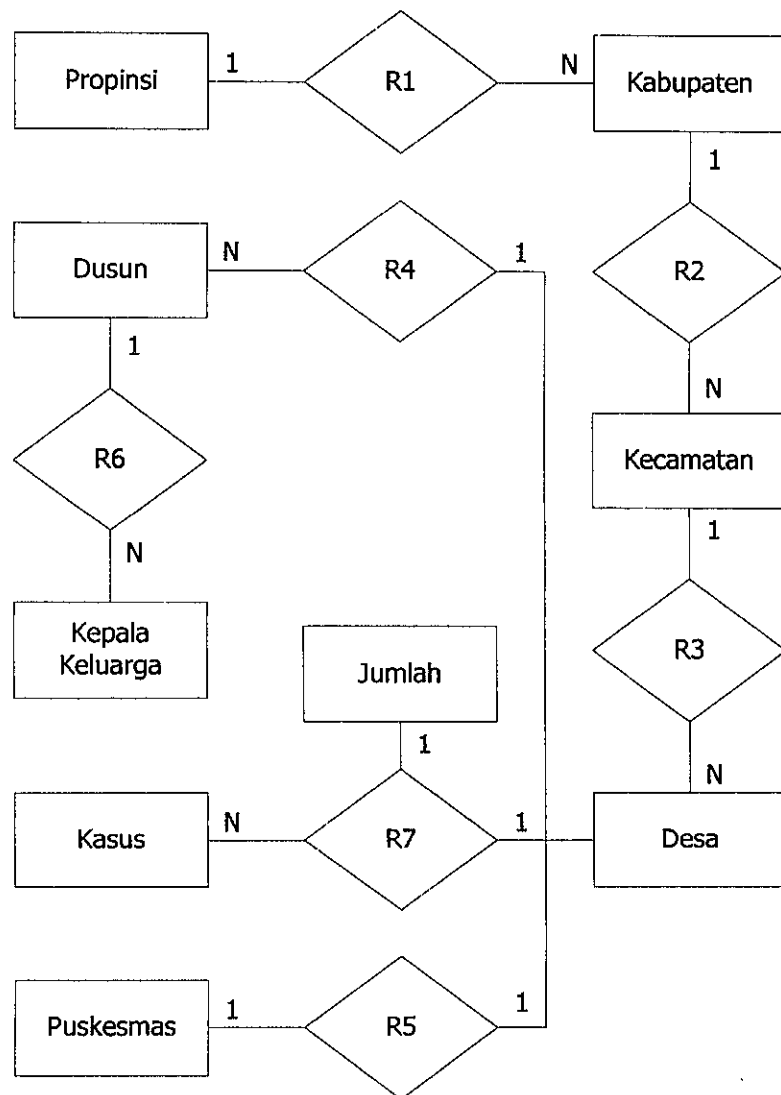 Propinsi
1
R1
N
Kabupaten
1
Dusun
N
R4
1
R2
1
N
R6
Kecamatan
1
N
Kepala
Keluarga
Jumlah
R3
1
N
Kasus
N
R7
1
Desa
Puskesmas
1
R5
1